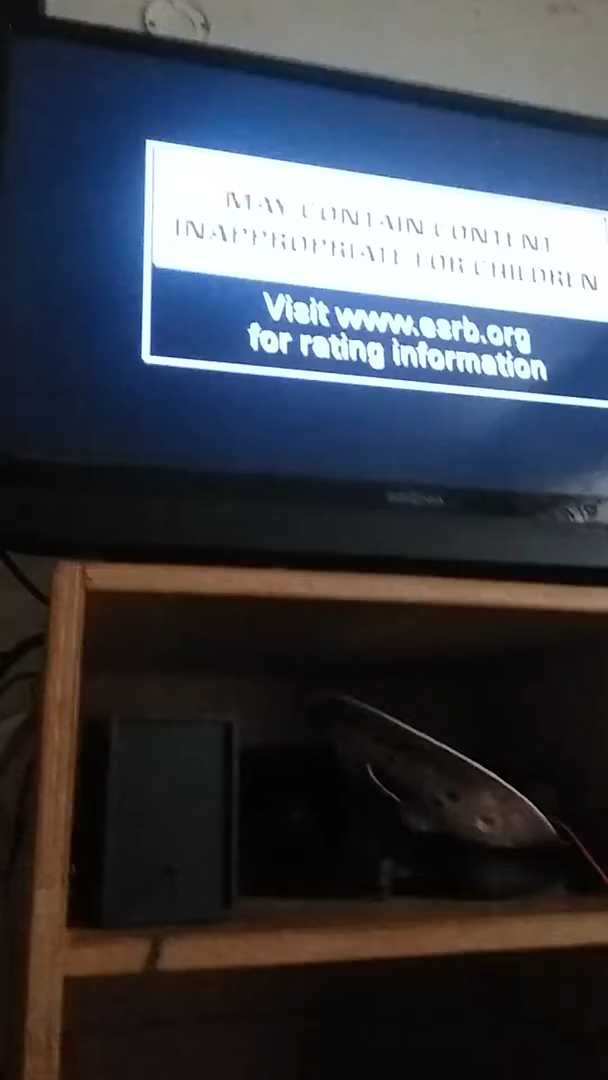 MAY CONTAIN CONTENT
INAPPROPRIATE FOR CHILDREN
Visit www.esrb.org
for rating information